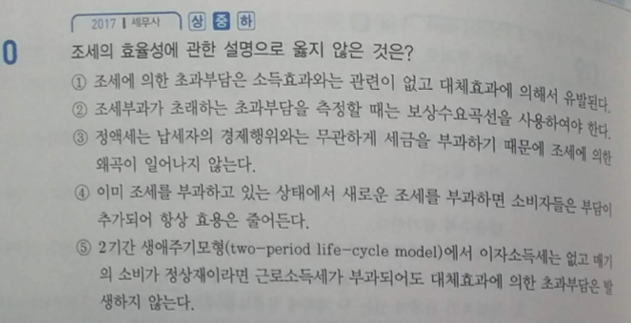 2017 | 세무사 상 중 하
0 조세의 효율성에 관한 설명으로 옳지 않은 것은?
① 조세에 의한 초과부담은 소득효과와는 관련이 없고 대체효과에 의해서 유발된다.
② 조세부과가 초래하는 초과부담을 측정할 때는 보상수요곡선을 사용하여야 한다.
③ 정액세는 납세자의 경제행위와는 무관하게 세금을 부과하기 때문에 조세에 의한
왜곡이 일어나지 않는다.
④ 이미 조세를 부과하고 있는 상태에서 새로운 조세를 부과하면 소비자들은 부담이
추가되어 항상 효용은 줄어든다.
⑤ 2기간 생애주기모형(two-period life-cycle model)에서 이자소득세는 없고 매기
의 소비가 정상재이라면 근로소득세가 부과되어도 대체효과에 의한 초과부담은 발
생하지 않는다.